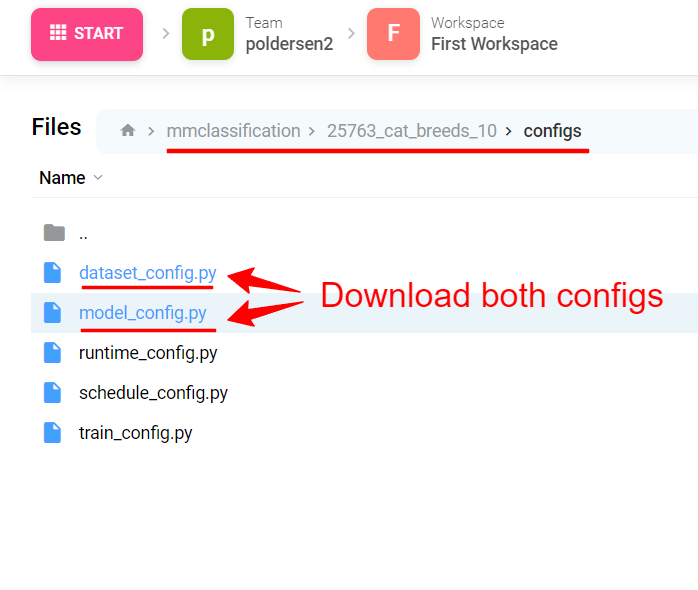 START
p
Team
poldersen2
F
Workspace
First Workspace
Files
mmclassification
25763_cat_breeds_10
configs
Name
..
dataset_config.py
model_config.py
Download both configs
runtime_config.py
schedule_config.py
train_config.py